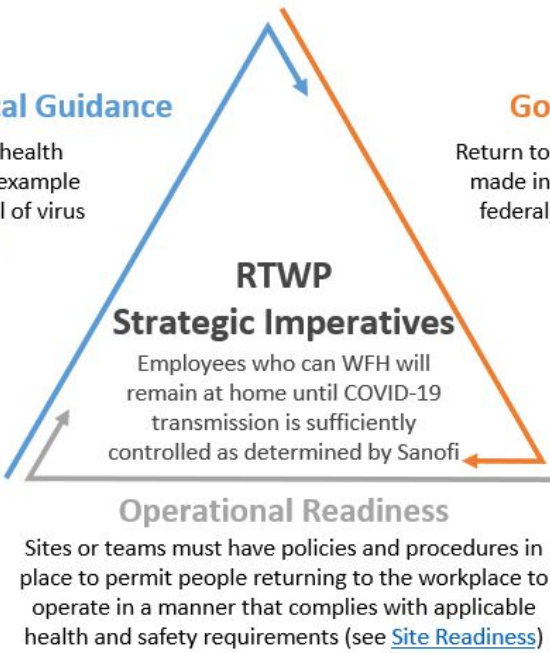 al Guidance
health
example
l of virus
Go
Return to
made in
federal,
RTWP
Strategic Imperatives
Employees who can WFH will
remain at home until COVID-19
transmission is sufficiently
controlled as determined by Sanofi
Operational Readiness
Sites or teams must have policies and procedures in
place to permit people returning to the workplace to
operate in a manner that complies with applicable
health and safety requirements (see Site Readiness)